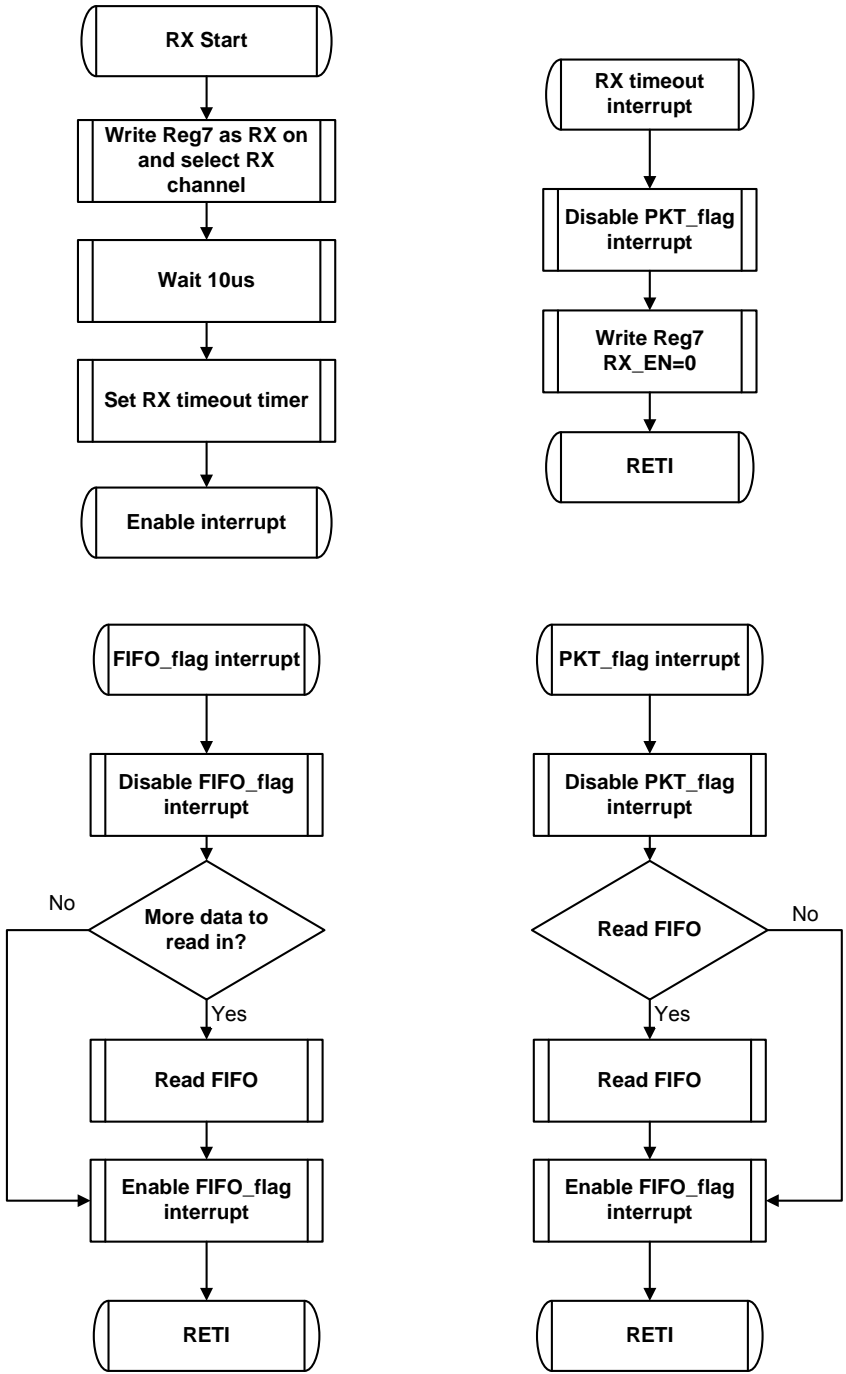 RX Start
Write Reg7 as RX on
and select RX
channel
Wait 10us
Set RX timeout timer
Enable interrupt
RX timeout
interrupt
Disable PKT_flag
interrupt
Write Reg7
RX_EN=0
RETI
FIFO_flag interrupt
Disable FIFO_flag
interrupt
No
More data to
read in?
Yes
Read FIFO
Enable FIFO_flag
interrupt
RETI
PKT_flag interrupt
Disable PKT_flag
interrupt
Read FIFO
No
Yes
Read FIFO
Enable FIFO_flag
interrupt
RETI